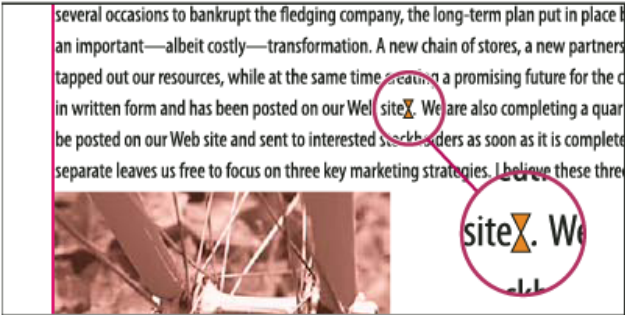 several occasions to bankrupt the fledging company, the long-term plan put in place
an important—albeit costly—transformation. A new chain of stores, a new partners
tapped out our resources, while at the same time creating a promising future for the
in written form and has been posted on our Web site. We are also completing a quar
be posted on our Web site and sent to interested stockholders as soon as it is complete
separate leaves us free to focus on three key marketing strategies. I believe these thre
site. We